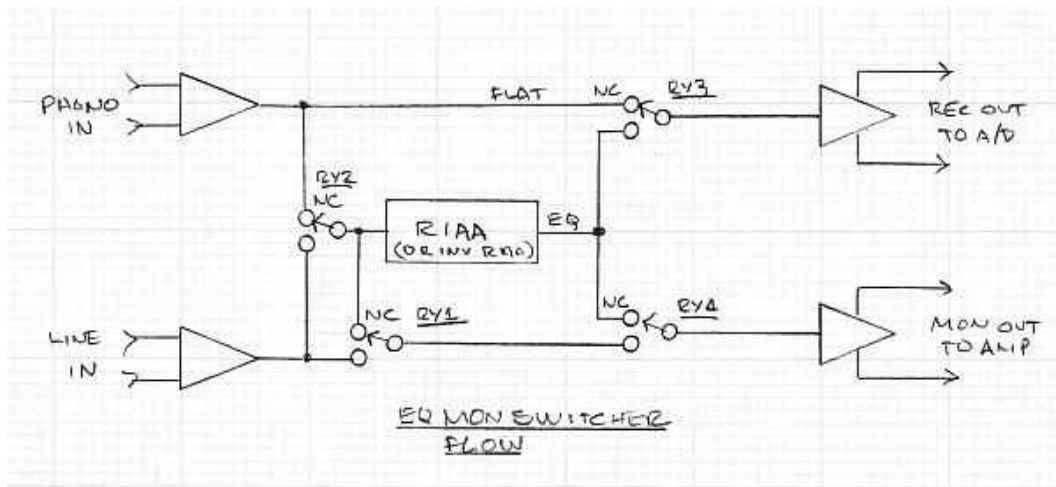 PHONO
IN
FLAT
NC
RY3
REC OUT
TO A/D
RY2
NC
RIAA
(OR INV. RIAA)
EQ
NC
RY1
NC
RY4
LINE
IN
MON OUT
TO AMP
EQ MON SWITCHER
FLOW